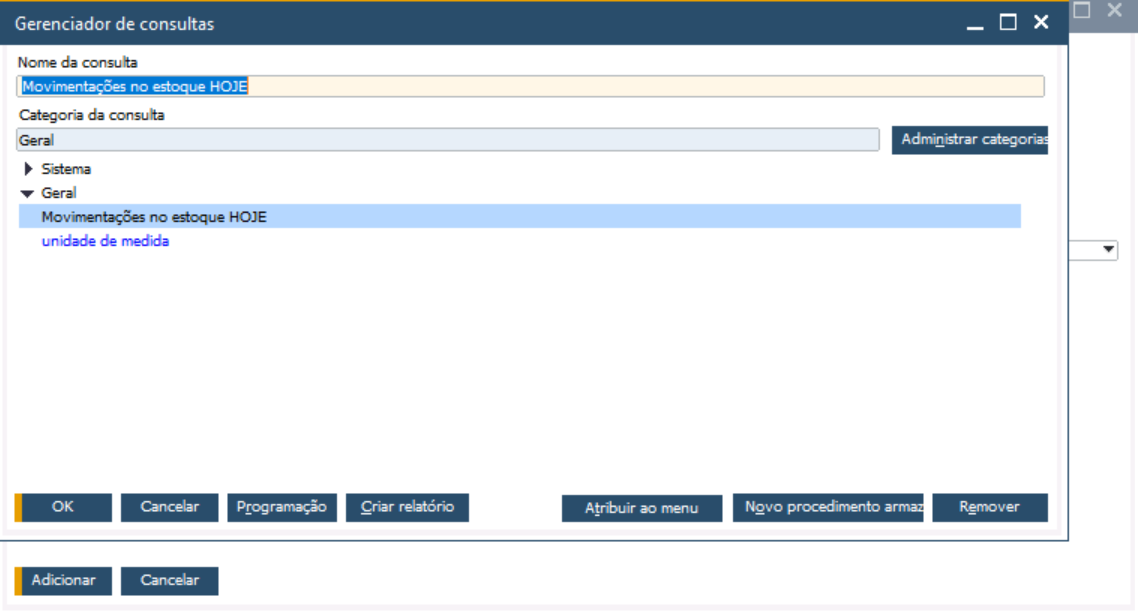 Gerenciador de consultas
Nome da consulta
Movimentações no estoque HOJE
Categoria da consulta
Geral
Administrar categorias
Sistema
Geral
Movimentações no estoque HOJE
unidade de medida
OK Cancelar Programação Criar relatório Atribuir ao menu Novo procedimento armaz Remover
Adicionar Cancelar